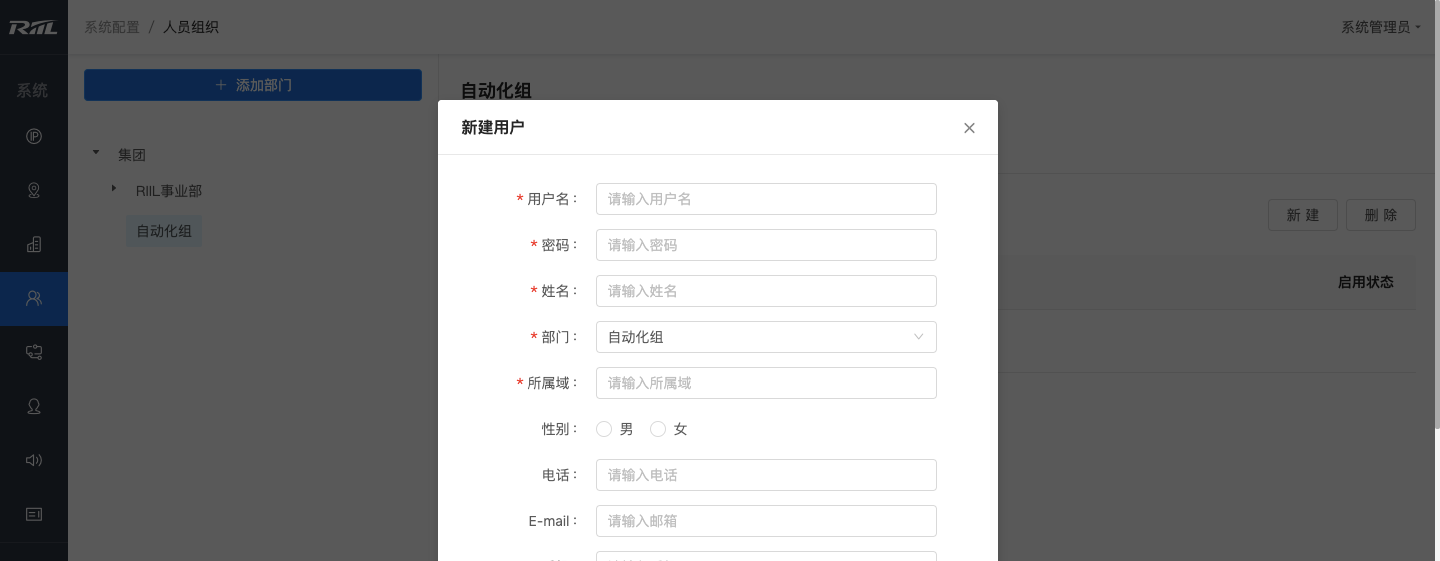 RIIL
系统配置 / 人员组织
系统管理员
系统
+ 添加部门
集团
RIIL事业部
自动化组
自动化组
新建
删除
启用状态
新建用户
* 用户名：
请输入用户名
* 密码：
请输入密码
* 姓名：
请输入姓名
* 部门：
自动化组
* 所属域：
请输入所属域
性别：
男
女
电话：
请输入电话
E-mail：
请输入邮箱